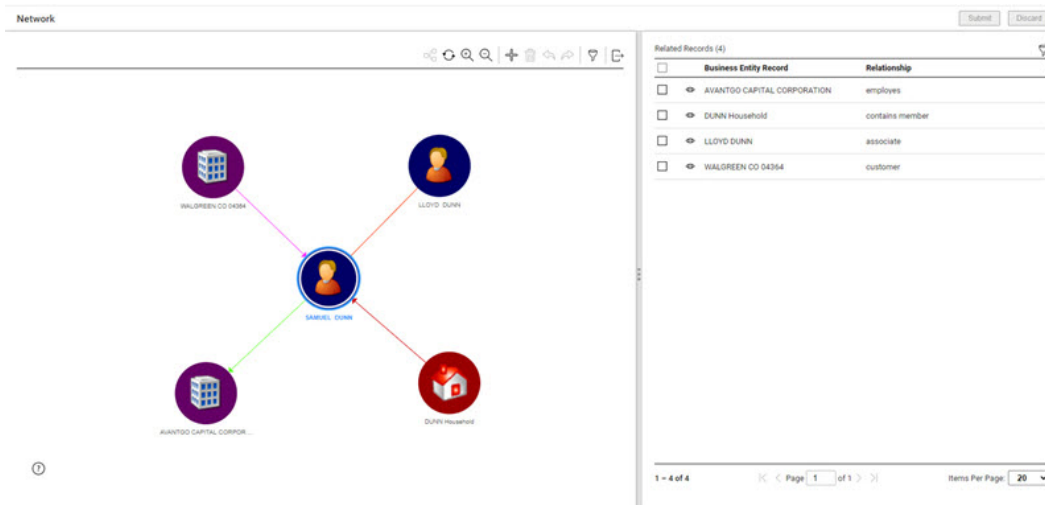 Network
Submit
Discard
WALGREEN CO 04364
LLOYD DUNN
SAMUEL DUNN
AVANTGO CAPITAL CORPOR...
DUNN Household
?
Related Records (4)
Business Entity Record Relationship
AVANTGO CAPITAL CORPORATION employes
DUNN Household contains member
LLOYD DUNN associate
WALGREEN CO 04364 customer
1 – 4 of 4 Page 1 of 1 Items Per Page: 20